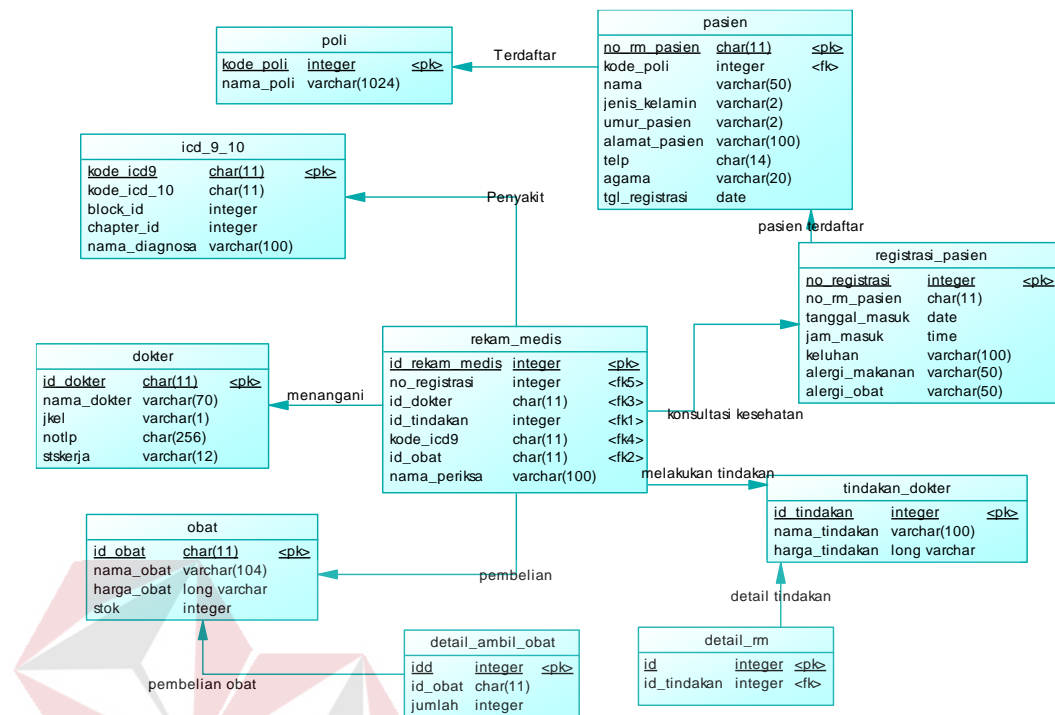 poli
kode_poli integer <pk>
nama_poli varchar(1024)
Terdaftar
pasien
no_rm_pasien char(11) <pk>
kode_poli integer <fk>
nama varchar(50)
jenis_kelamin varchar(2)
umur_pasien varchar(2)
alamat_pasien varchar(100)
telp char(14)
agama varchar(20)
tgl_registrasi date
icd_9_10
kode_icd9 char(11) <pk>
kode_icd_10 char(11)
block_id integer
chapter_id integer
nama_diagnosa varchar(100)
Penyakit
pasien terdaftar
registrasi_pasien
no_registrasi integer <pk>
no_rm_pasien char(11)
tanggal_masuk date
jam_masuk time
keluhan varchar(100)
alergi_makanan varchar(50)
alergi_obat varchar(50)
dokter
id_dokter char(11) <pk>
nama_dokter varchar(70)
jkel varchar(1)
notlp char(256)
stskerja varchar(12)
menangani
rekam_medis
id_rekam_medis integer <pk>
no_registrasi integer <fk5>
id_dokter char(11) <fk3>
id_tindakan integer <fk1>
kode_icd9 char(11) <fk4>
id_obat char(11) <fk2>
nama_periksa varchar(100)
konsultasi kesehatan
melakukan tindakan
tindakan_dokter
id_tindakan integer <pk>
nama_tindakan varchar(100)
harga_tindakan long varchar
obat
id_obat char(11) <pk>
nama_obat varchar(104)
harga_obat long varchar
stok integer
pembelian
detail tindakan
detail_rm
id integer <pk>
id_tindakan integer <fk>
pembelian obat
detail_ambil_obat
idd integer <pk>
id_obat char(11)
jumlah integer